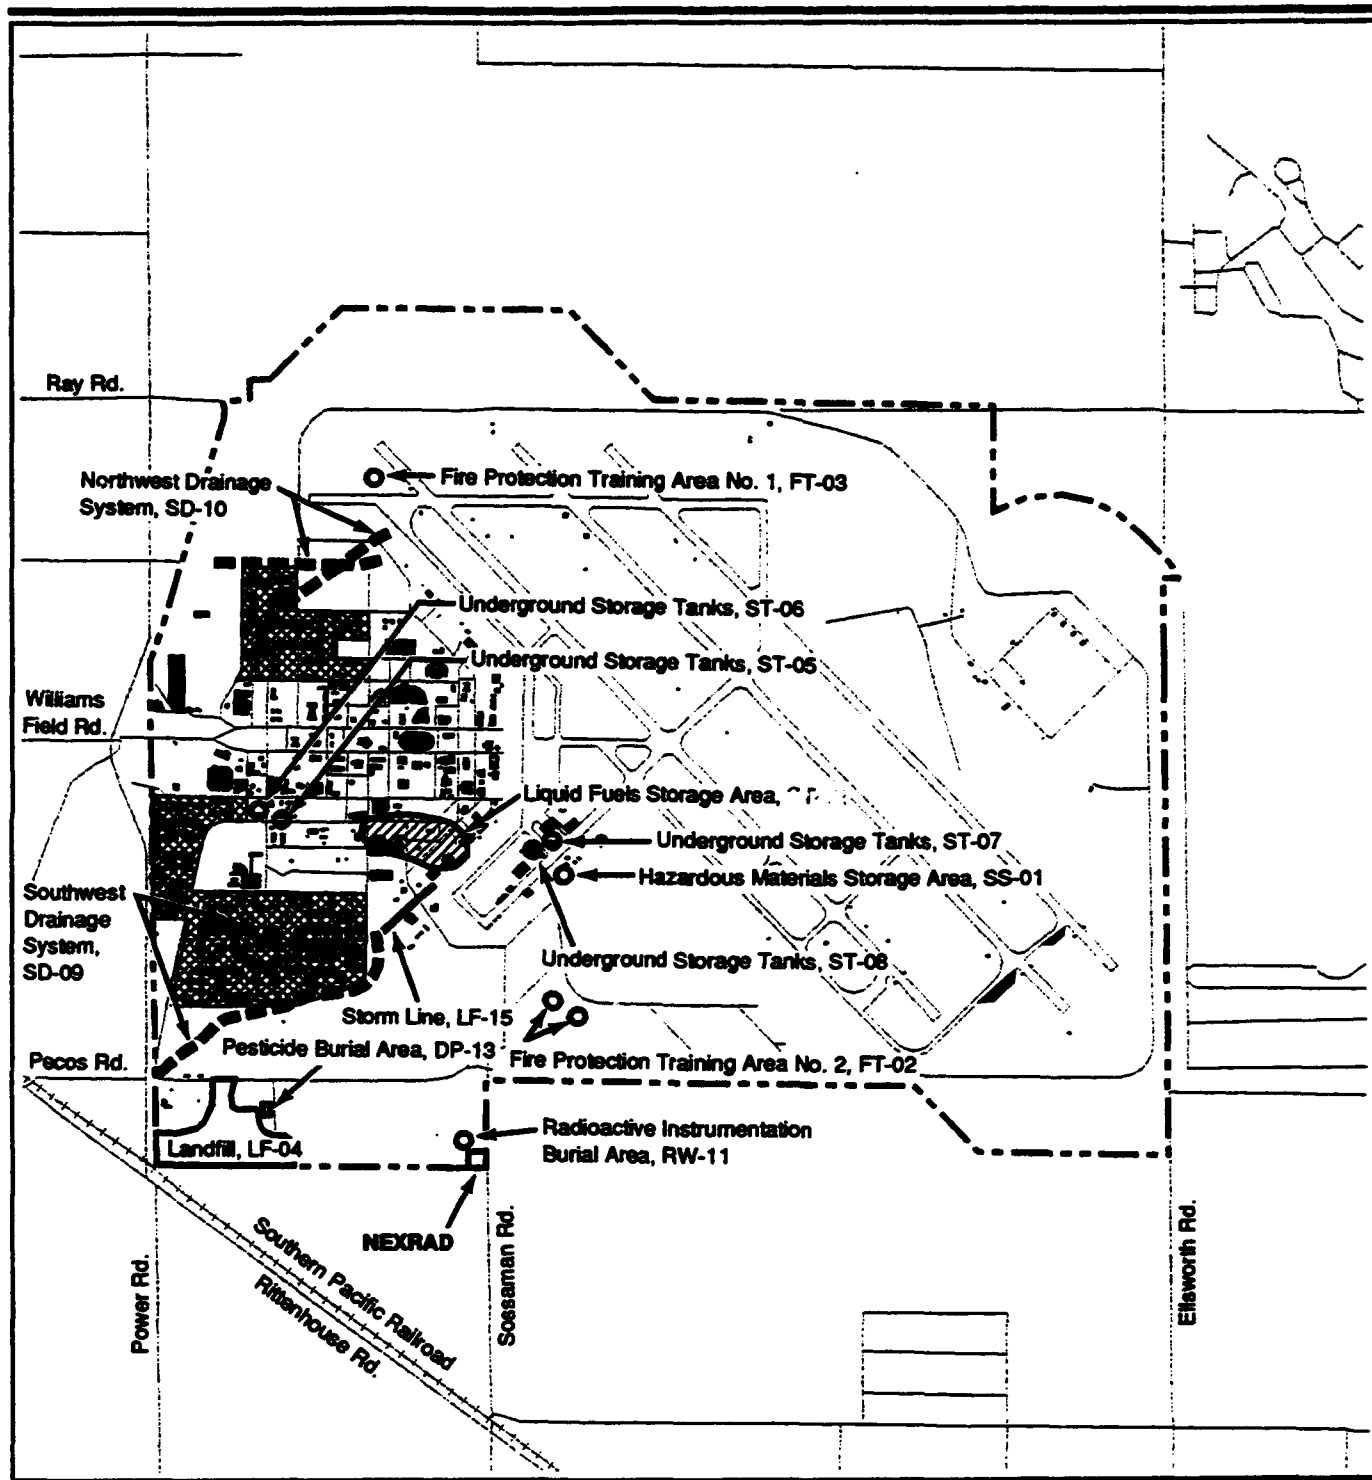 Ray Rd.
Northwest Drainage
System, SD-10
Fire Protection Training Area No. 1, FT-03
Underground Storage Tanks, ST-06
Underground Storage Tanks, ST-05
Williams
Field Rd.
Liquid Fuels Storage Area,
Underground Storage Tanks, ST-07
Hazardous Materials Storage Area, SS-01
Southwest
Drainage
System,
SD-09
Underground Storage Tanks, ST-08
Storm Line, LF-15
Pesticide Burial Area, DP-13
Fire Protection Training Area No. 2, FT-02
Pecos Rd.
Radioactive Instrumentation
Burial Area, RW-11
Landfill, LF-04
NEXRAD
Southern Pacific Railroad
Rittenhouse Rd.
Power Rd.
Sossaman Rd.
Ellsworth Rd.